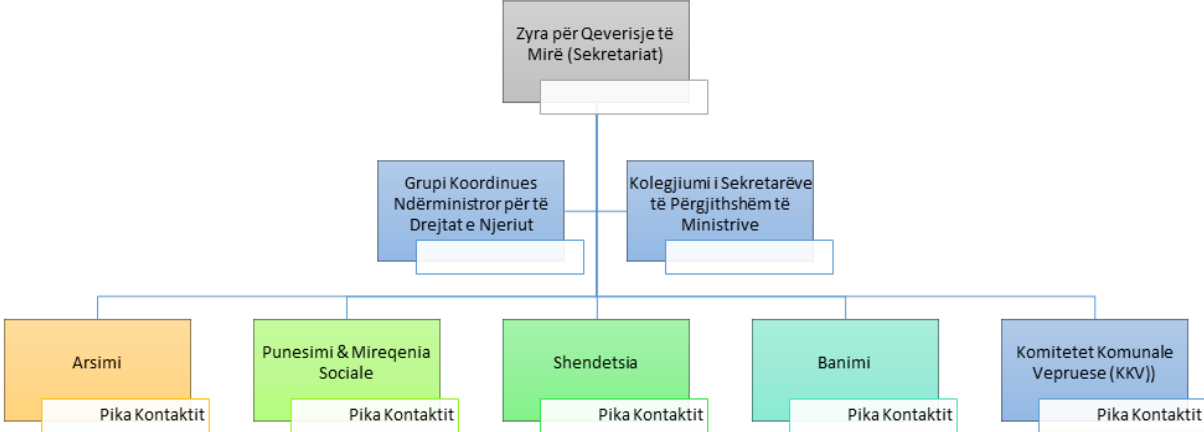 Zyra për Qeverisje të
Mirë (Sekretariat)
Grupi Koordinues
Ndërministror për të
Drejtat e Njeriut
Kolegjiumi i Sekretarëve
të Përgjithshëm të
Ministrive
Arsimi
Pika Kontaktit
Punesimi & Mireqenia
Sociale
Pika Kontaktit
Shendetsia
Pika Kontaktit
Banimi
Pika Kontaktit
Komitetet Komunale
Vepruese (KKV))
Pika Kontaktit